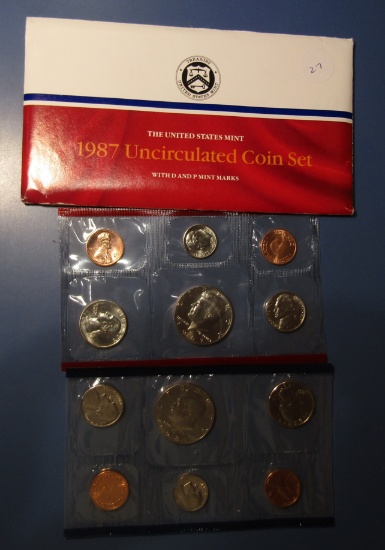 27
THE UNITED STATES MINT
1987 Uncirculated Coin Set
WITH D AND P MINT MARKS